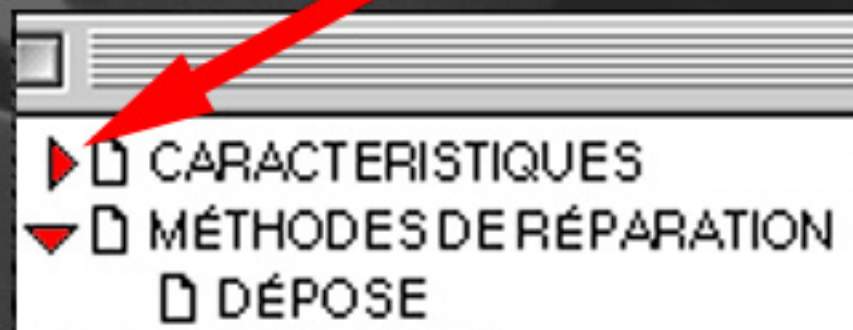 CARACTERISTIQUES
MÉTHODES DE RÉPARATION
DÉPOSE